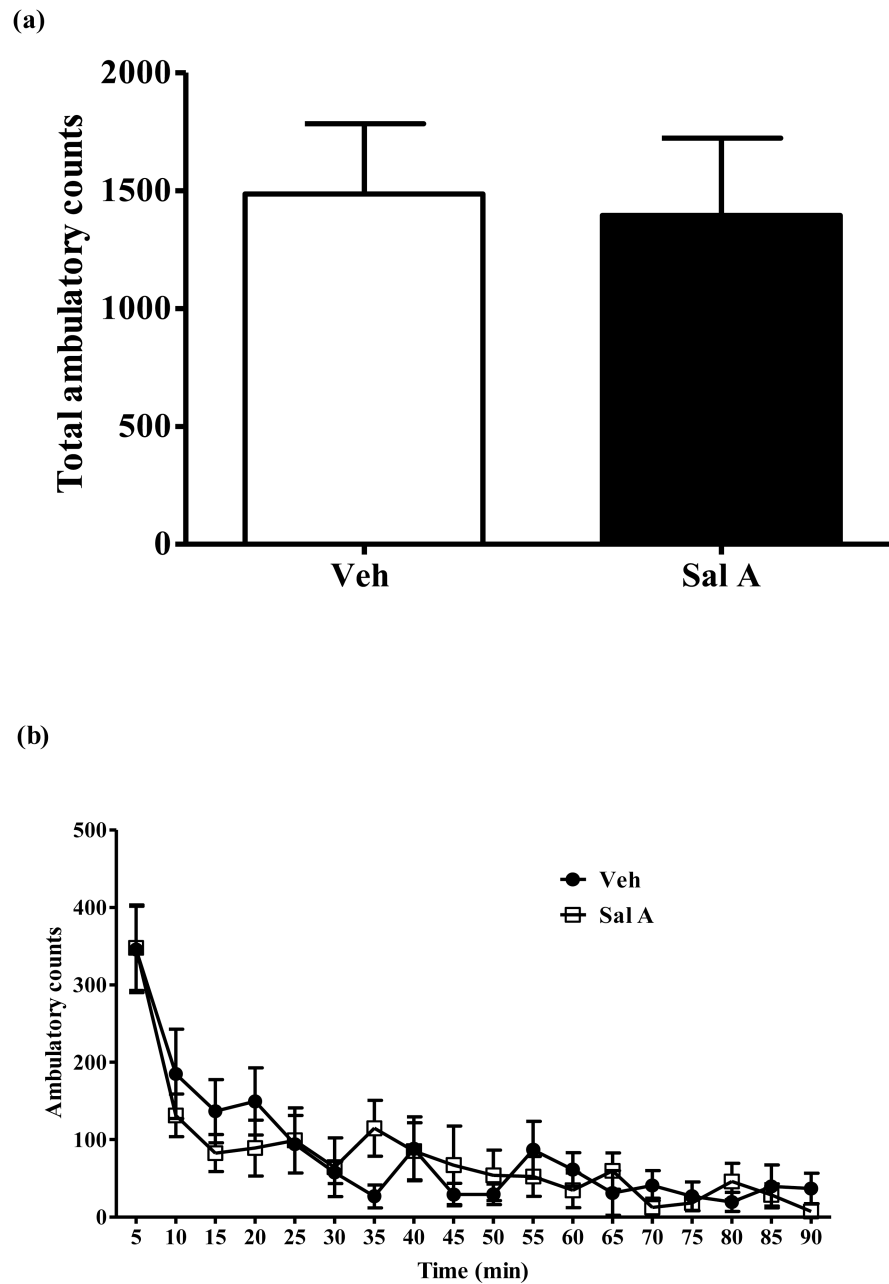 (a)
2000
1500
1000
500
0
Total ambulatory counts
Veh Sal A
(b)
500
400
300
200
100
0
Ambulatory counts
Veh
Sal A
5 10 15 20 25 30 35 40 45 50 55 60 65 70 75 80 85 90
Time (min)